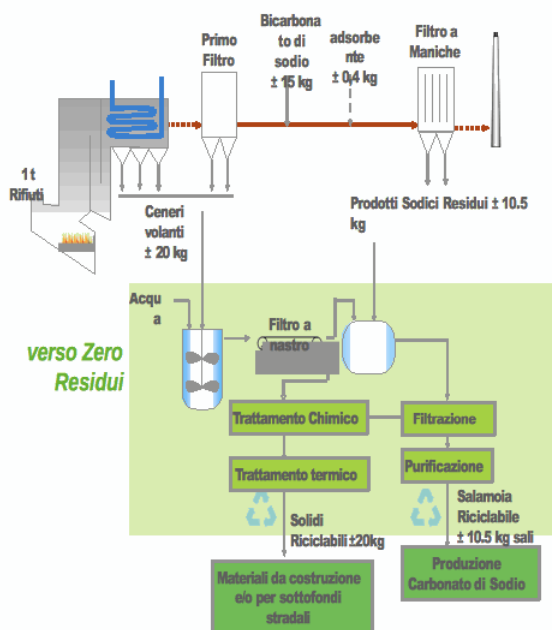 Primo
Filtro
Bicarbona
to di
sodio
± 15 kg
adsorbe
nte
± 0.4 kg
Filtro a
Maniche
1 t
Rifiuti
Ceneri
volanti
± 20 kg
Prodotti Sodici Residui ± 10.5
kg
Acqu
a
Filtro a
nastro
verso Zero
Residui
Trattamento Chimico
Filtrazione
Trattamento termico
Purificazione
Solidi
Riciclabili ±20kg
Salamoia
Riciclabile
± 10.5 kg sali
Materiali da costruzione
e/o per sottofondi
stradali
Produzione
Carbonato di Sodio